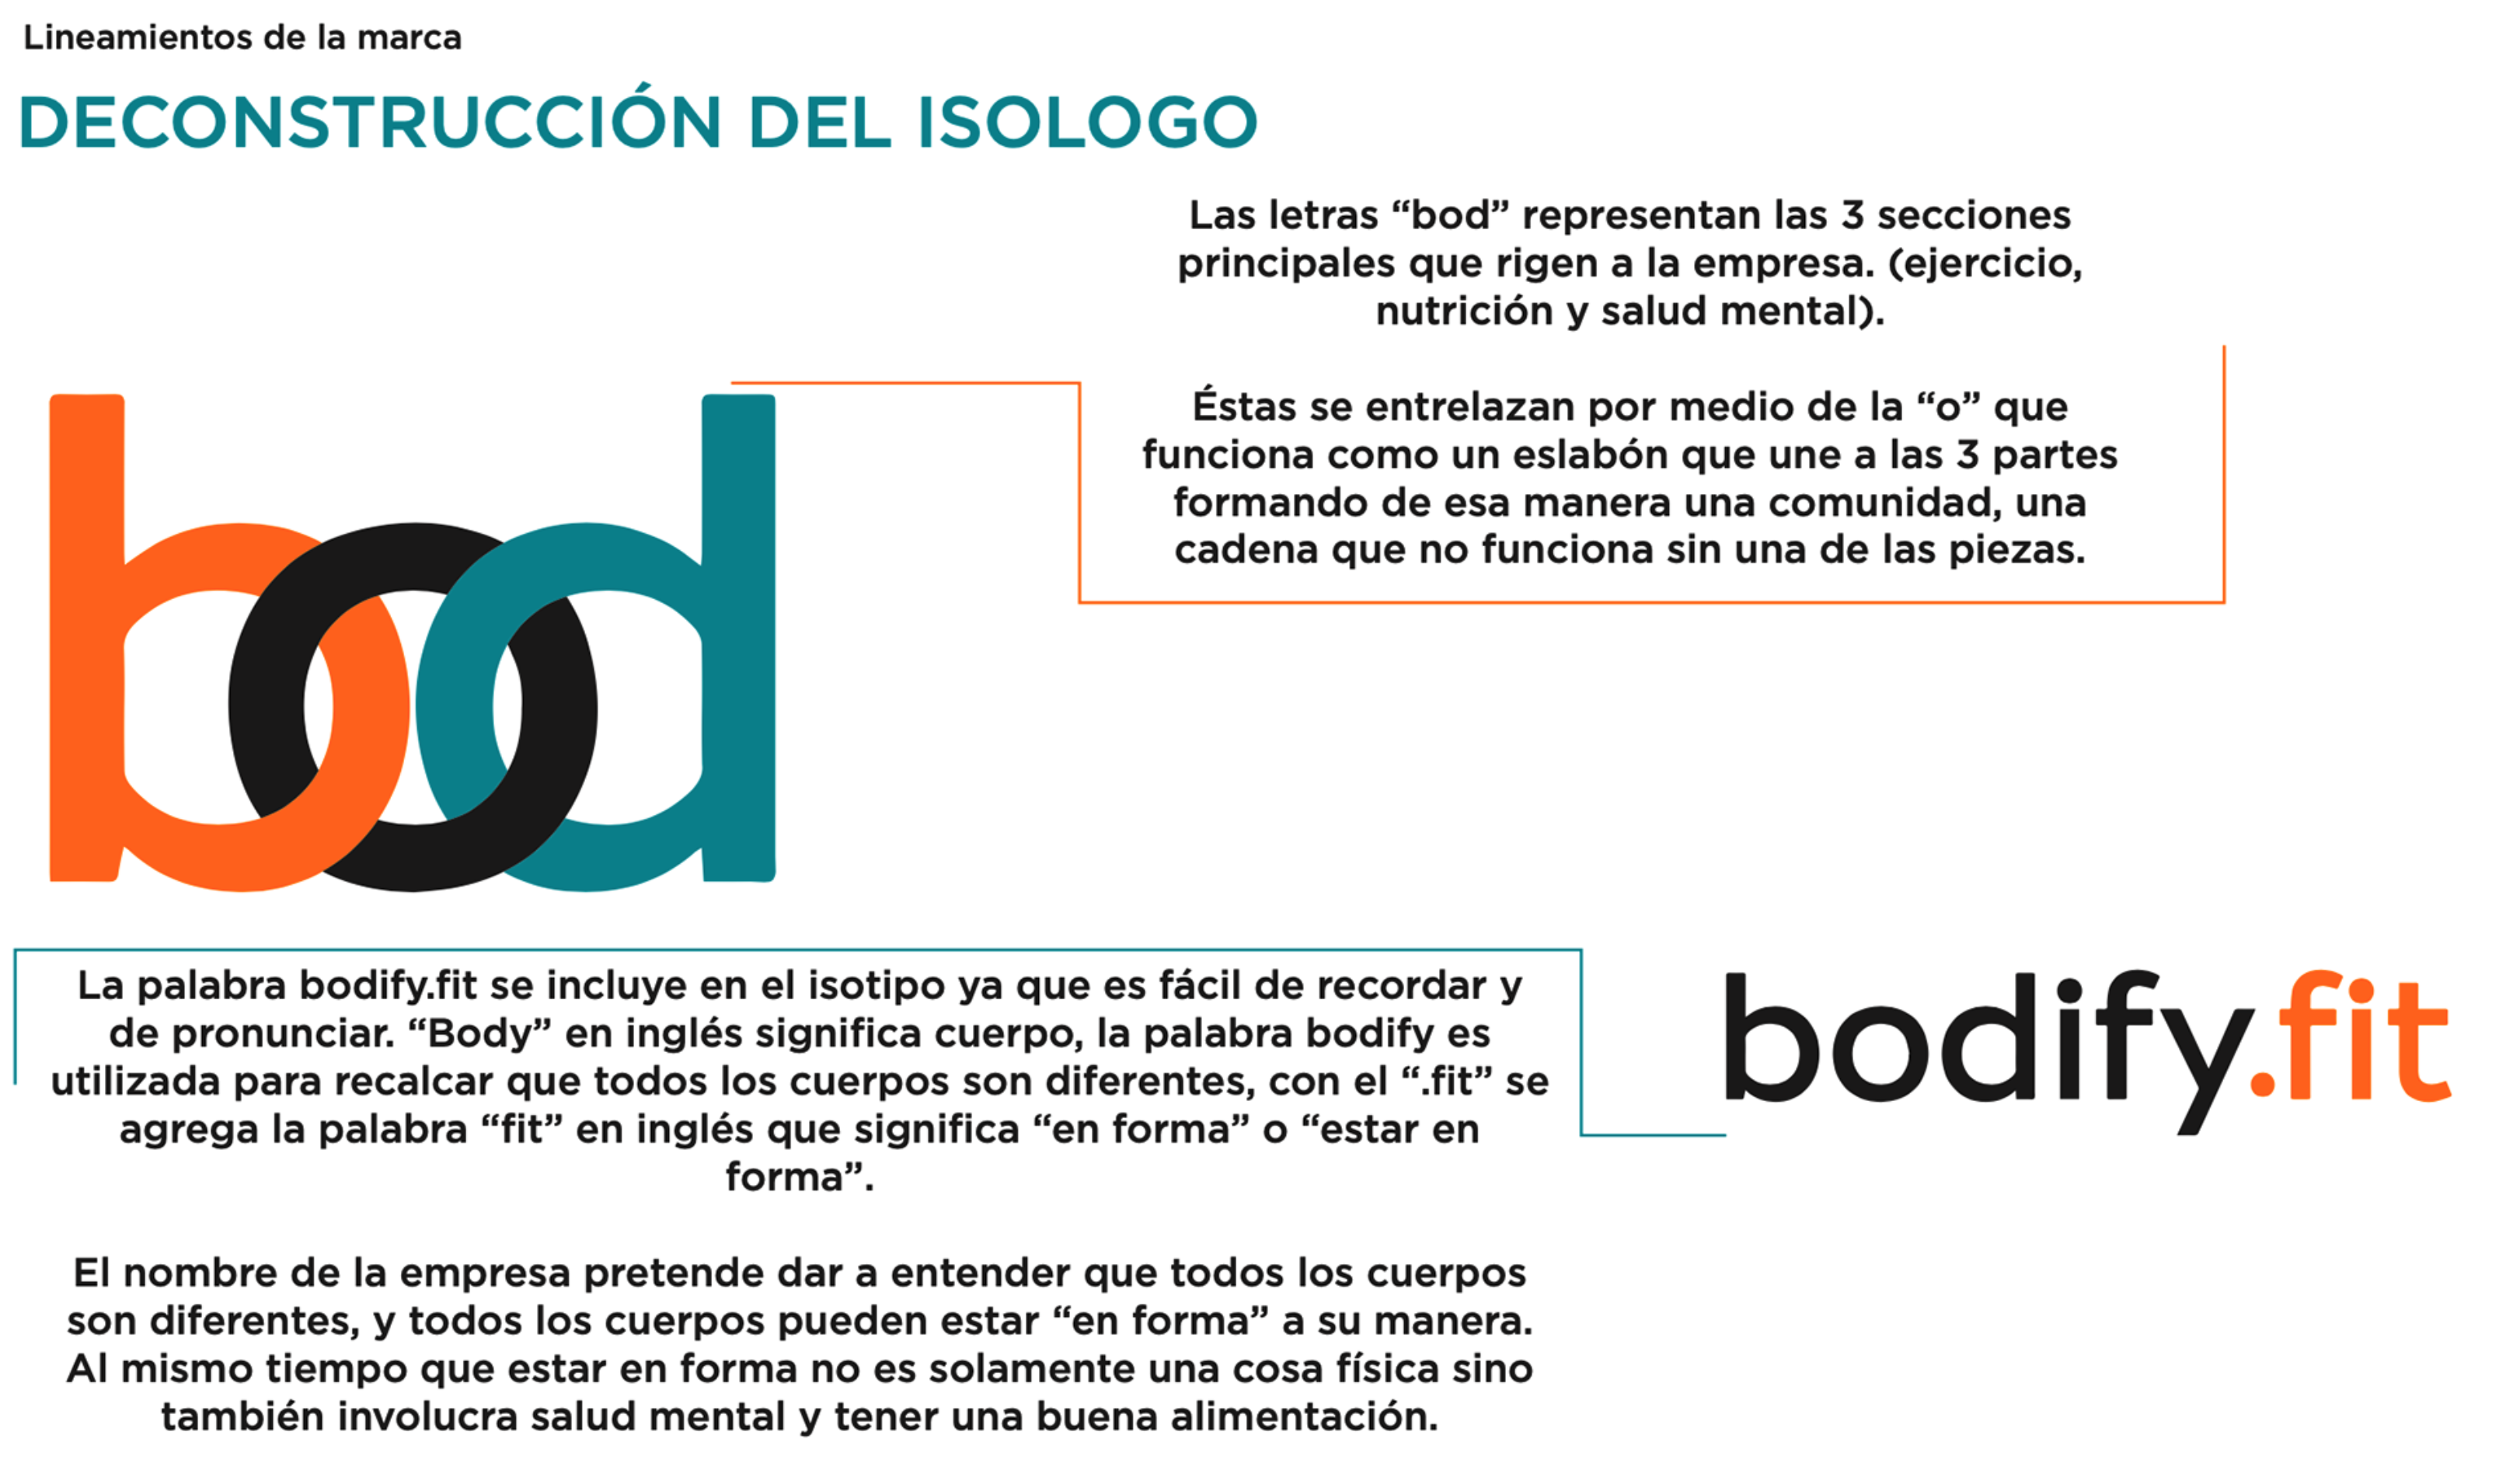 Lineamientos de la marca
DECONSTRUCCIÓN DEL ISOLOGO
Las letras “bod” representan las 3 secciones
principales que rigen a la empresa. (ejercicio,
nutrición y salud mental).
Éstas se entrelazan por medio de la “o” que
funciona como un eslabón que une a las 3 partes
formando de esa manera una comunidad, una
cadena que no funciona sin una de las piezas.
bod
La palabra bodify.fit se incluye en el isotipo ya que es fácil de recordar y
de pronunciar. “Body” en inglés significa cuerpo, la palabra bodify es
utilizada para recalcar que todos los cuerpos son diferentes, con el “.fit” se
agrega la palabra “fit” en inglés que significa “en forma” o “estar en
forma”.
bodify.fit
El nombre de la empresa pretende dar a entender que todos los cuerpos
son diferentes, y todos los cuerpos pueden estar “en forma” a su manera.
Al mismo tiempo que estar en forma no es solamente una cosa física sino
también involucra salud mental y tener una buena alimentación.